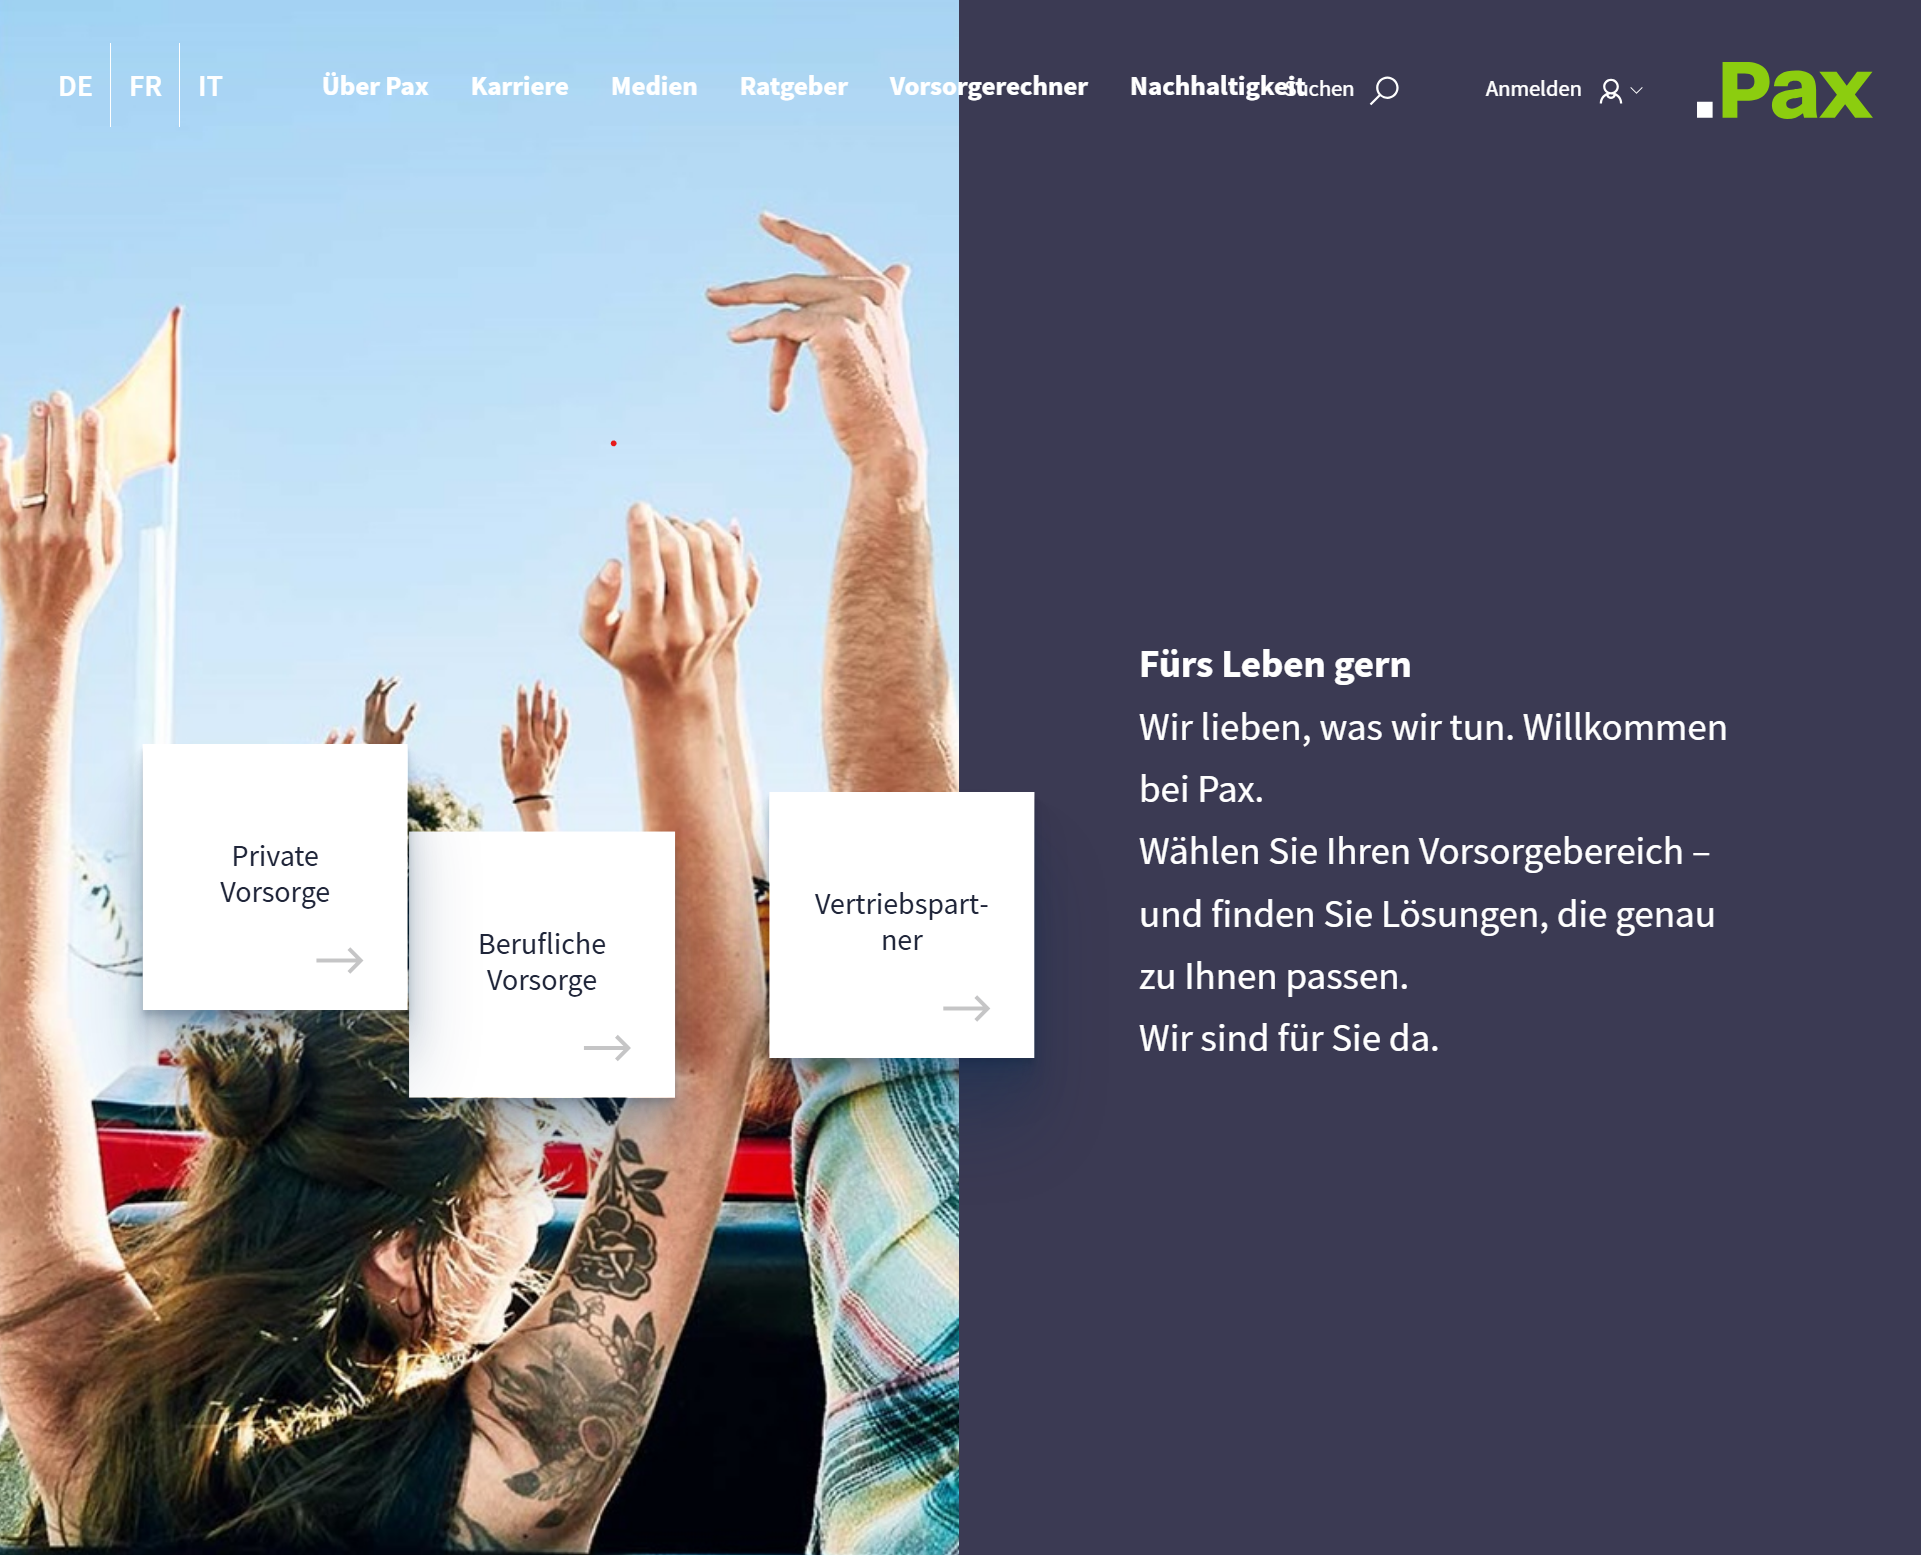 DE FR IT Über Pax Karriere Medien Ratgeber Vorsorgerechner Nachhaltigkeit Suchen Anmelden .Pax
Private
Vorsorge
Berufliche
Vorsorge
Vertriebspart-
ner
Fürs Leben gern
Wir lieben, was wir tun. Willkommen
bei Pax.
Wählen Sie Ihren Vorsorgebereich –
und finden Sie Lösungen, die genau
zu Ihnen passen.
Wir sind für Sie da.